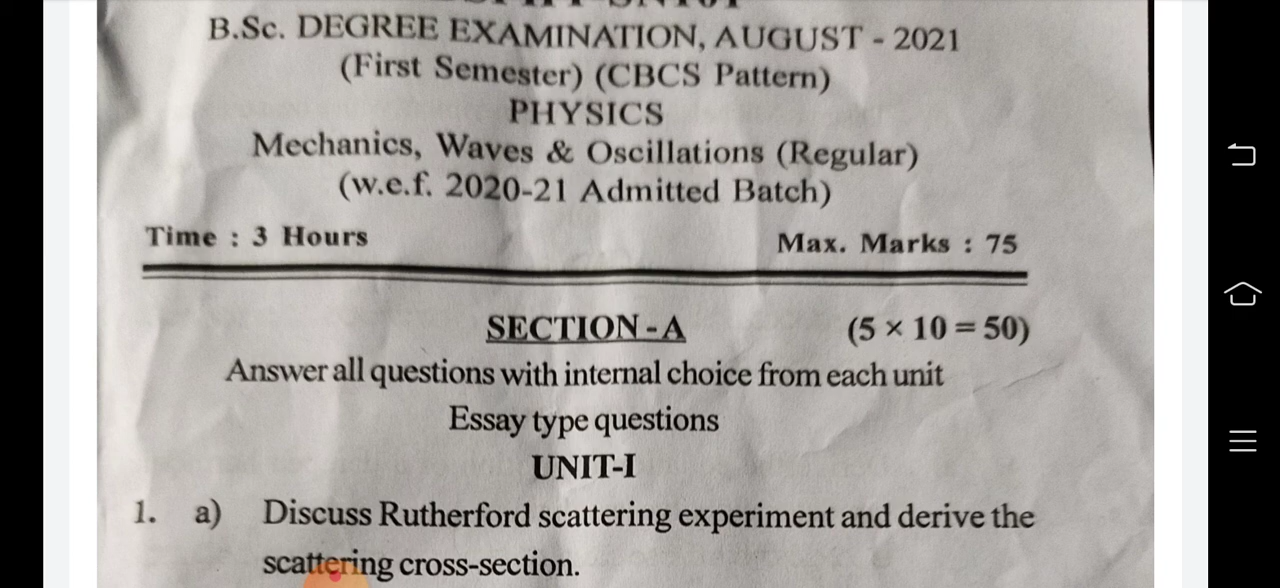 B.Sc. DEGREE EXAMINATION, AUGUST - 2021
(First Semester) (CBCS Pattern)
PHYSICS
Mechanics, Waves & Oscillations (Regular)
(w.e.f. 2020-21 Admitted Batch)
Time : 3 Hours Max. Marks : 75
SECTION - A (5 × 10 = 50)
Answer all questions with internal choice from each unit
Essay type questions
UNIT-I
1. a) Discuss Rutherford scattering experiment and derive the
scattering cross-section.